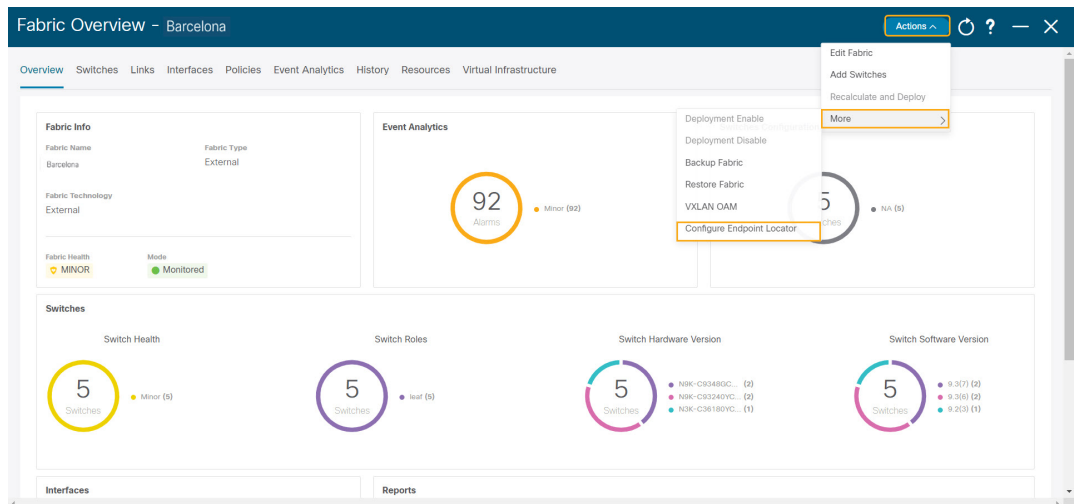 Fabric Overview - Barcelona
Actions
?
Edit Fabric
Add Switches
Recalculate and Deploy
More
Deployment Enable
Deployment Disable
Backup Fabric
Restore Fabric
VXLAN OAM
Configure Endpoint Locator
Overview Switches Links Interfaces Policies Event Analytics History Resources Virtual Infrastructure
Fabric Info
Fabric Name Fabric Type
Barcelona External
Fabric Technology
External
Fabric Health Mode
MINOR Monitored
Event Analytics
92
Alarms
Minor (92)
5
NA (5)
Switches
Switch Health
5
Switches
Minor (5)
Switch Roles
5
Switches
leaf (5)
Switch Hardware Version
5
Switches
N9K-C9348GC... (2)
N9K-C93240YC... (2)
N3K-C36180YC... (1)
Switch Software Version
5
Switches
9.3(7) (2)
9.3(6) (2)
9.2(3) (1)
Interfaces
Reports